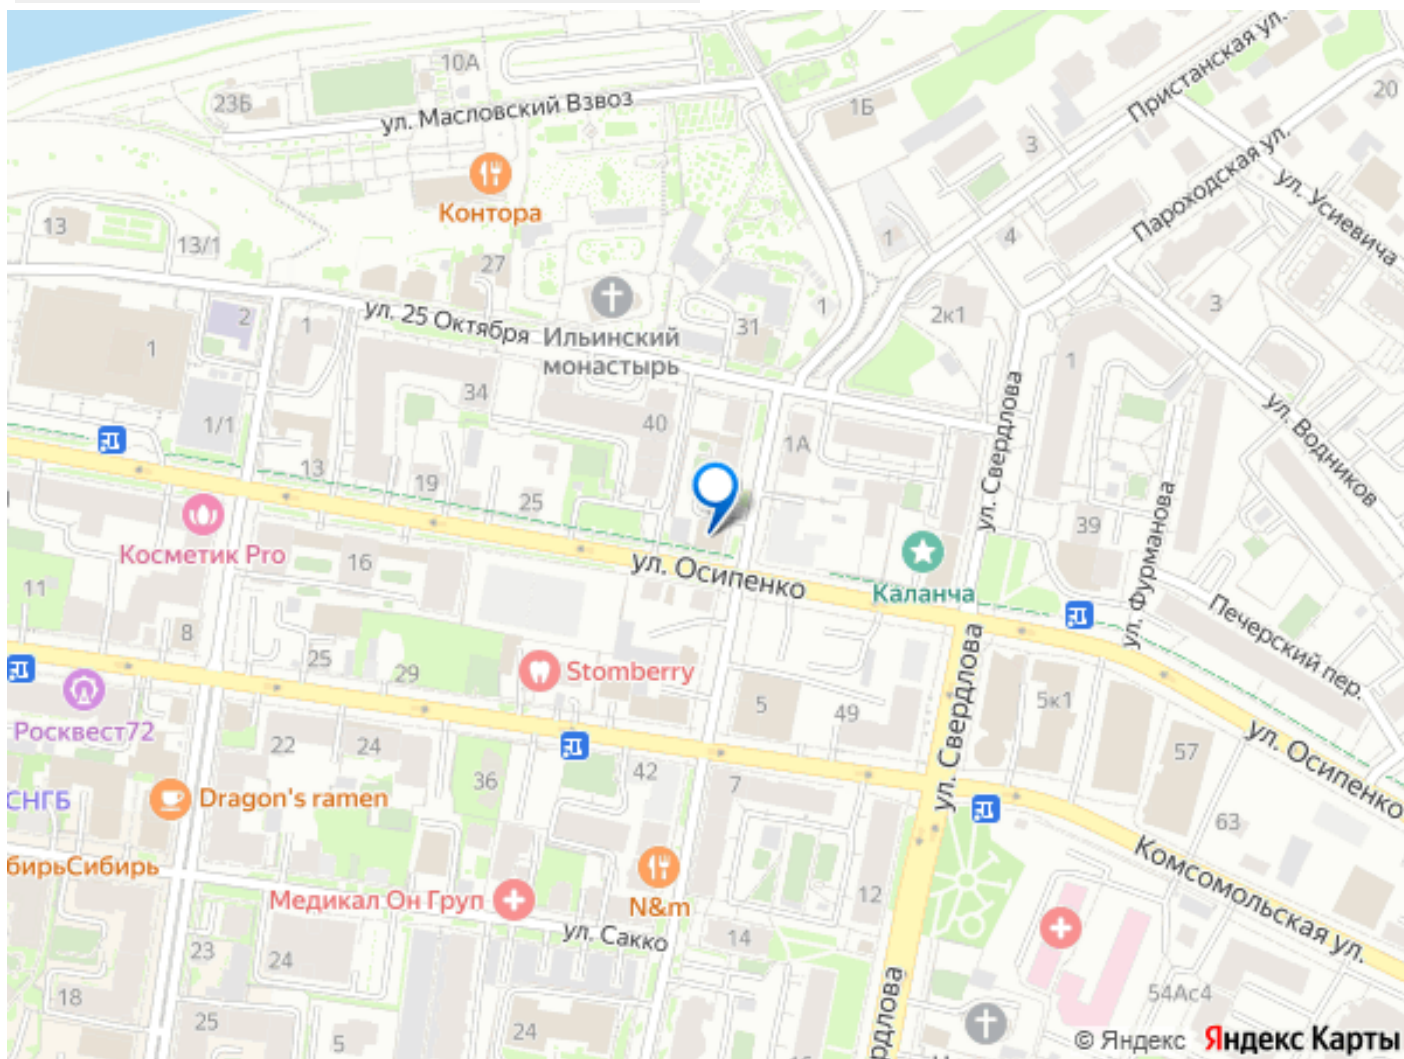 10А
23Б
ул. Масловский Взвоз
1Б
Пристанская ул.
20
3
Пароходская ул.
ул. Усиевича
Контора
13
13/1
27
1
4
ул. 25 Октября
Ильинский
монастырь
31
1
2к1
3
2
1
1
1/1
34
40
1А
1
ул. Свердлова
ул. Водников
13
19
25
39
ул. Фурманова
Косметик Pro
16
ул. Осипенко
Каланча
Печерский пер.
11
8
25
29
Stomberry
5
49
ул. Свердлова
5к1
57
ул. Осипенко
Росквест72
22
24
36
42
7
СНГБ
Dragon's ramen
63
Комсомольская ул.
бирьСибирь
Медикал Он Груп
N&m
12
ул. Сакко
14
23
24
18
25
5
24
рдлова
54Ас4
© Яндекс Яндекс Карты